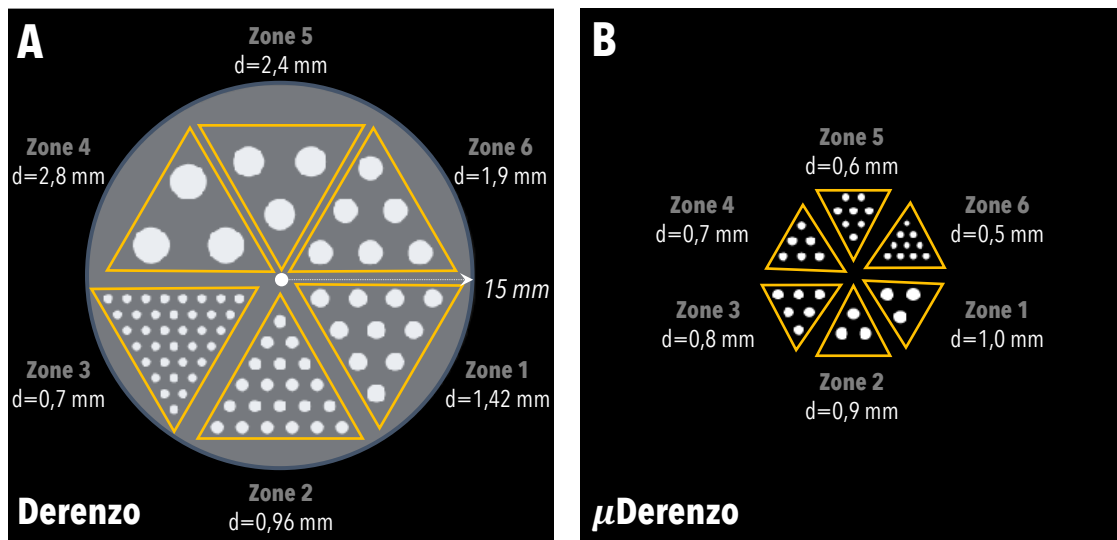 A
Zone 5
d=2,4 mm
Zone 4
d=2,8 mm
Zone 6
d=1,9 mm
15 mm
Zone 3
d=0,7 mm
Zone 1
d=1,42 mm
Zone 2
d=0,96 mm
Derenzo
B
Zone 5
d=0,6 mm
Zone 4
d=0,7 mm
Zone 6
d=0,5 mm
Zone 3
d=0,8 mm
Zone 1
d=1,0 mm
Zone 2
d=0,9 mm
μDerenzo